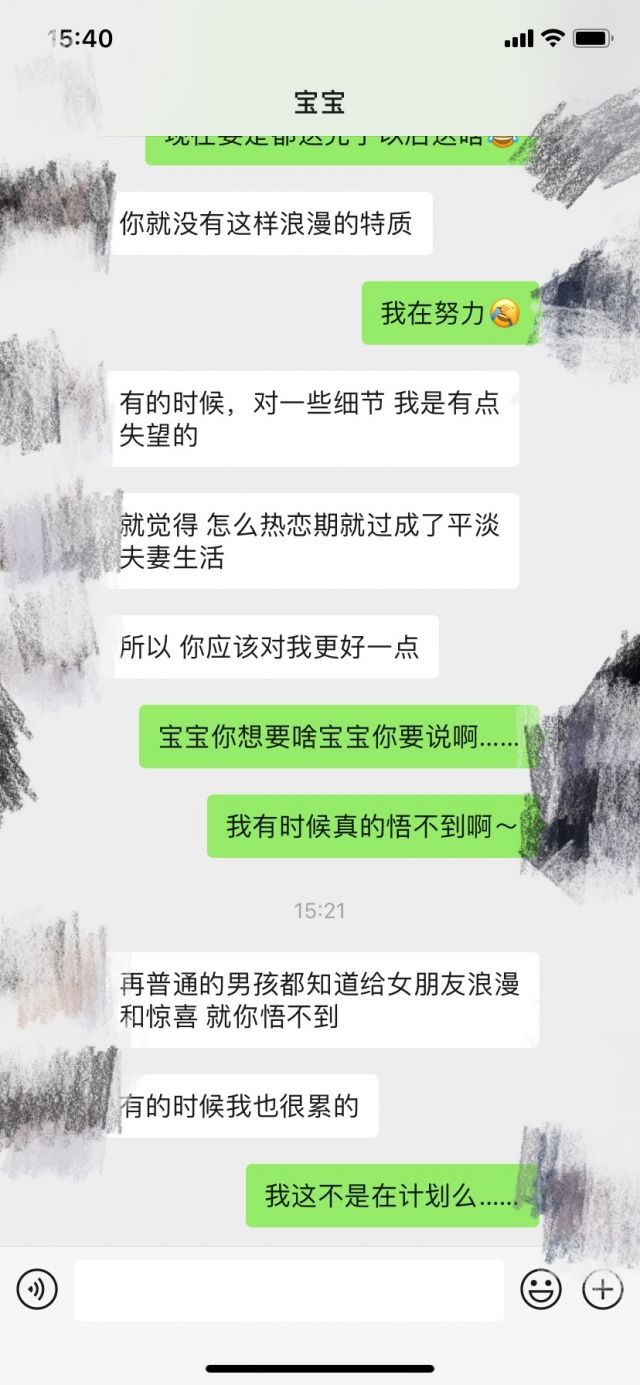 15:40
宝宝
你就没有这样浪漫的特质
我在努力
有的时候，对一些细节 我是有点
失望的
就觉得 怎么热恋期就过成了平淡
夫妻生活
所以 你应该对我更好一点
宝宝你想要啥宝宝你要说啊......
我有时候真的悟不到啊～
15:21
再普通的男孩都知道给女朋友浪漫
和惊喜 就你悟不到
有的时候我也很累的
我这不是在计划么......